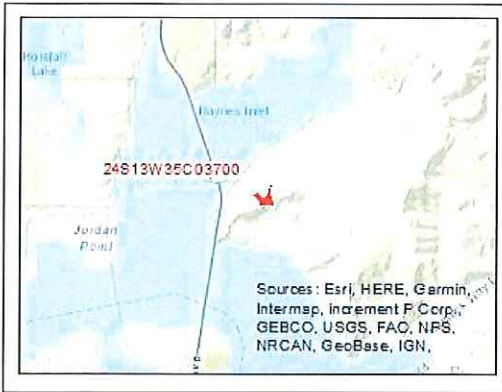 Horsfall
Lake
Haynes Inlet
24S13W35C03700
Jordan
Point
Sources: Esri, HERE, Garmin,
Intermap, increment P Corp.,
GEBCO, USGS, FAO, NPS,
NRCAN, GeoBase, IGN,